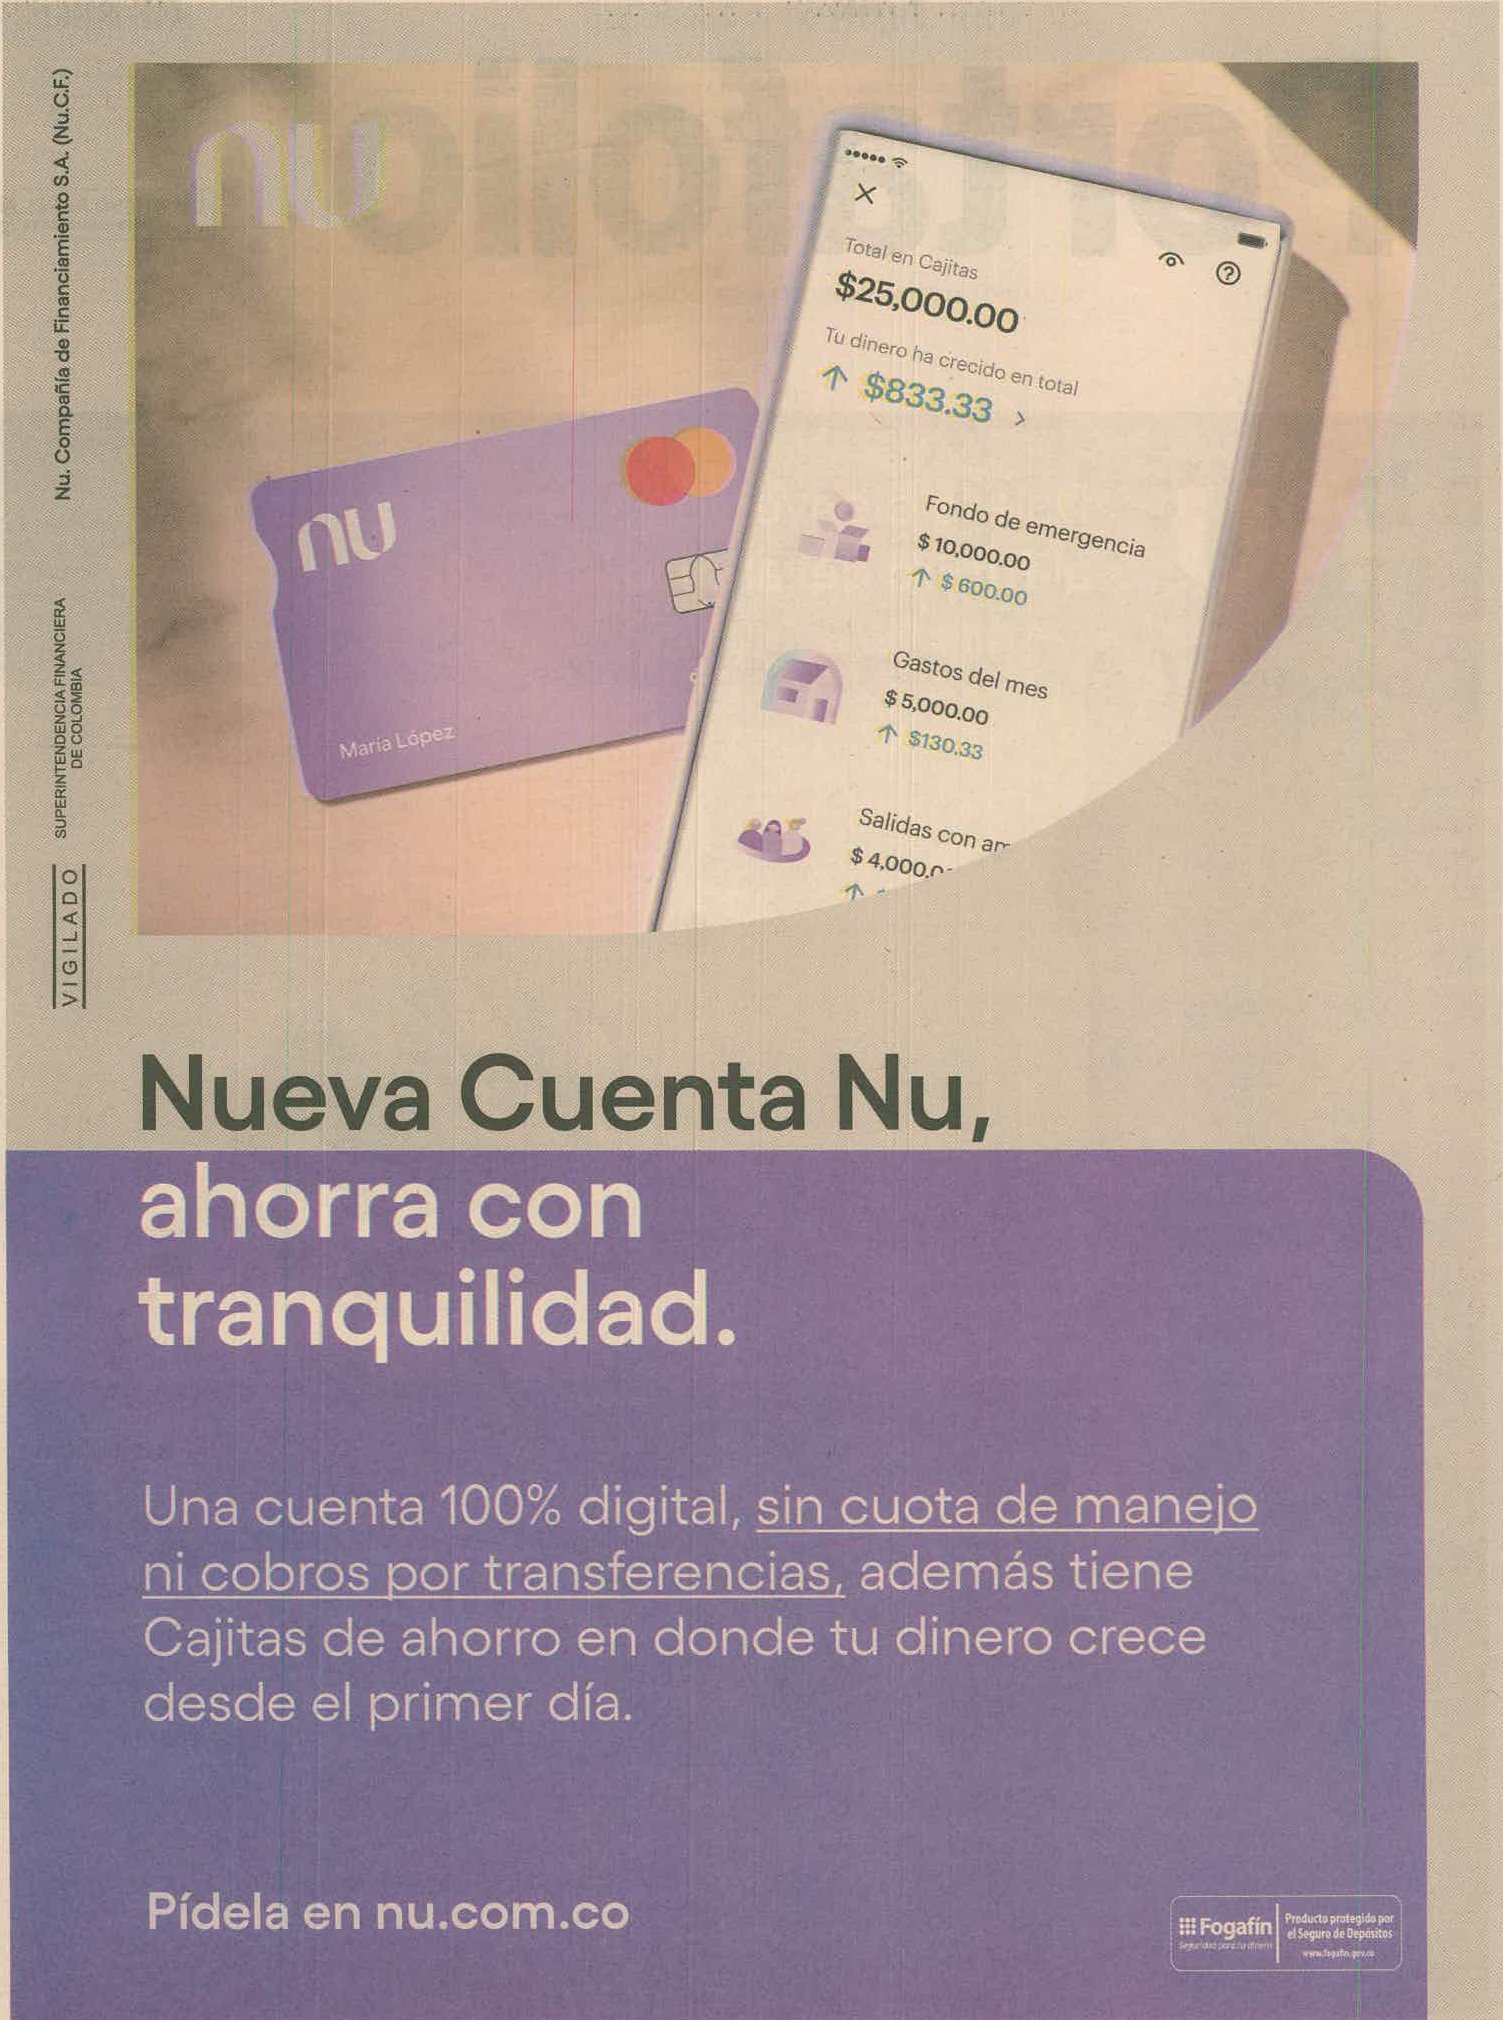 Nu. Compañía de Financiamiento S.A. (Nu.C.F.)
SUPERINTENDENCIA FINANCIERA
DE COLOMBIA
VIGILADO
nu
Total en Cajitas
$25,000.00
Tu dinero ha crecido en total
↑ $833.33 >
Fondo de emergencia
$10,000.00
↑ $600.00
Gastos del mes
$5,000.00
↑ $130.33
Salidas con
$4,000.0
nu
María López
Nueva Cuenta Nu,
ahorra con
tranquilidad.
Una cuenta 100% digital, sin cuota de manejo
ni cobros por transferencias, además tiene
Cajitas de ahorro en donde tu dinero crece
desde el primer día.
Pídela en nu.com.co
Fogafín
Seguridad para tu dinero
Producto protegido por
el Seguro de Depósitos
www.fogafin.gov.co